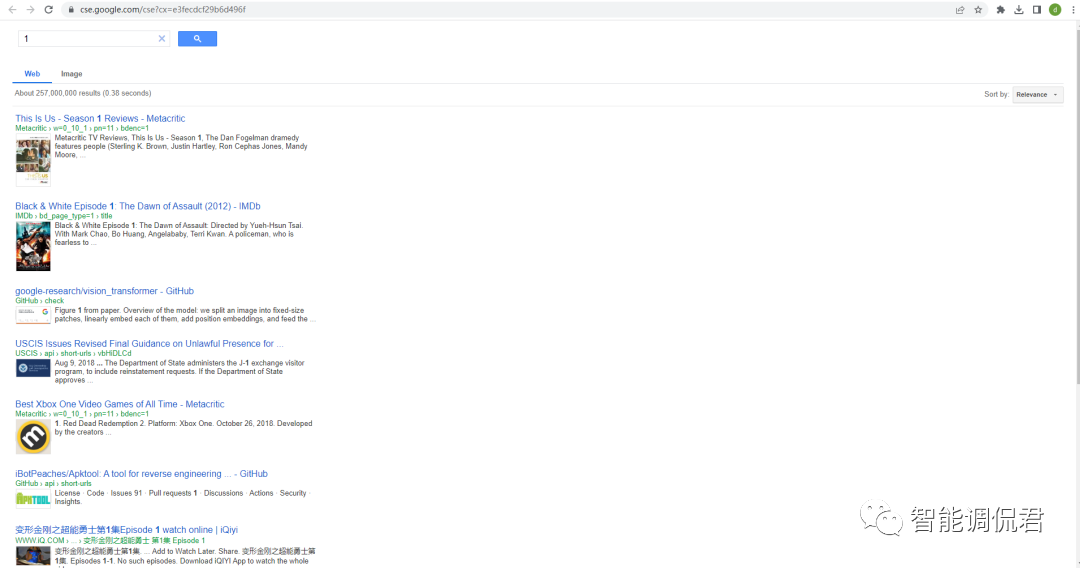 cse.google.com/cse?cx=e3fecdcf29b6d496f
d
1
Web Image
About 257,000,000 results (0.38 seconds)
Sort by: Relevance
This Is Us - Season 1 Reviews - Metacritic
Metacritic › w=0_10_1 › pn=11 › bdenc=1
Metacritic TV Reviews, This Is Us - Season 1, The Dan Fogelman dramedy
features people (Sterling K. Brown, Justin Hartley, Ron Cephas Jones, Mandy
Moore, ...
Black & White Episode 1: The Dawn of Assault (2012) - IMDb
IMDb › bd_page_type=1 › title
Black & White Episode 1: The Dawn of Assault: Directed by Yueh-Hsun Tsai.
With Mark Chao, Bo Huang, Angelababy, Terri Kwan. A policeman, who is
fearless to ...
google-research/vision_transformer - GitHub
GitHub › check
Figure 1 from paper. Overview of the model: we split an image into fixed-size
patches, linearly embed each of them, add position embeddings, and feed the ...
USCIS Issues Revised Final Guidance on Unlawful Presence for ...
USCIS › api › short-urls › vbHiDLCd
Aug 9, 2018 ... The Department of State administers the J-1 exchange visitor
program, to include reinstatement requests. If the Department of State
approves ...
Best Xbox One Video Games of All Time - Metacritic
Metacritic › w=0_10_1 › pn=11 › bdenc=1
1. Red Dead Redemption 2. Platform: Xbox One. October 26, 2018. Developed
by the creators ...
iBotPeaches/Apktool: A tool for reverse engineering ... - GitHub
GitHub › api › short-urls
APKTOOL
License · Code · Issues 91 · Pull requests 1 · Discussions · Actions · Security ·
Insights.
变形金刚之超能勇士第1集Episode 1 watch online | iQiyi
WWW.iQ.COM › ... › 变形金刚之超能勇士 第1集 Episode 1
变形金刚之超能勇士第1集. ... Add to Watch Later. Share. 变形金刚之超能勇士第
1集. Episodes 1-1. No such episodes. Download iQIYI App to watch the whole
智能调侃君